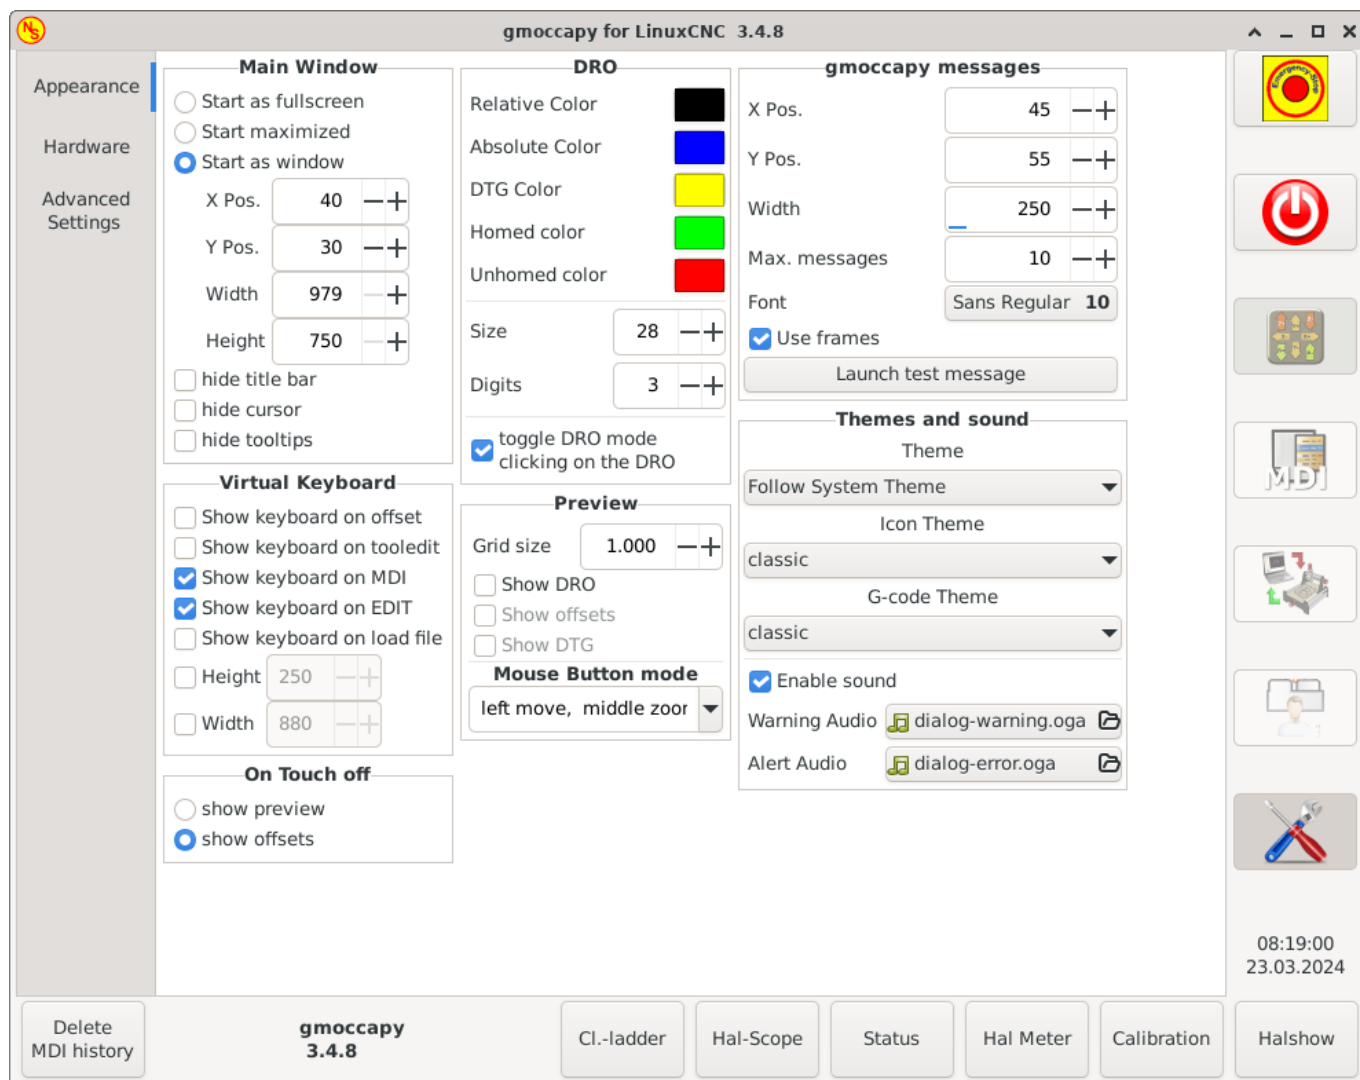 NS
gmoccapy for LinuxCNC 3.4.8
Appearance
Hardware
Advanced
Settings
Main Window
Start as fullscreen
Start maximized
Start as window
X Pos. 40
Y Pos. 30
Width 979
Height 750
hide title bar
hide cursor
hide tooltips
Virtual Keyboard
Show keyboard on offset
Show keyboard on tooledit
Show keyboard on MDI
Show keyboard on EDIT
Show keyboard on load file
Height 250
Width 880
On Touch off
show preview
show offsets
DRO
Relative Color
Absolute Color
DTG Color
Homed color
Unhomed color
Size 28
Digits 3
toggle DRO mode
clicking on the DRO
Preview
Grid size 1.000
Show DRO
Show offsets
Show DTG
Mouse Button mode
left move, middle zoor
gmoccapy messages
X Pos. 45
Y Pos. 55
Width 250
Max. messages 10
Font Sans Regular 10
Use frames
Launch test message
Themes and sound
Theme
Follow System Theme
Icon Theme
classic
G-code Theme
classic
Enable sound
Warning Audio dialog-warning.oga
Alert Audio dialog-error.oga
Emergency-Stop
MDI
08:19:00
23.03.2024
Delete
MDI history
gmoccapy
3.4.8
Cl.-ladder
Hal-Scope
Status
Hal Meter
Calibration
Halshow